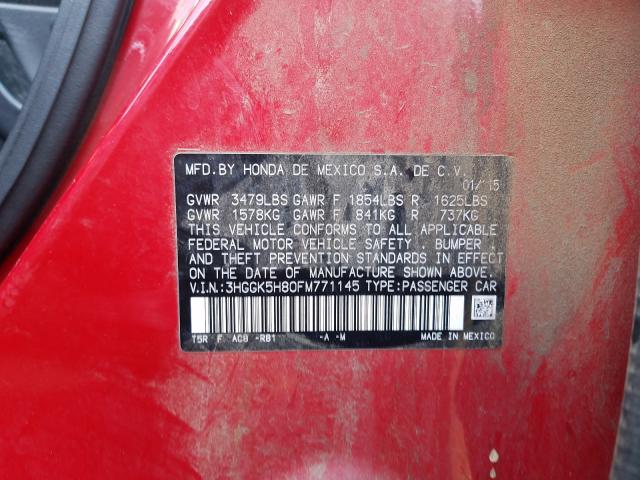 MFD.BY HONDA DE MEXICO S.A. DE C.V.
01/'15
GVWR 3479LBS GAWR F 1854LBS R 1625LBS
GVWR 1578KG GAWR F 841KG R 737KG
THIS VEHICLE CONFORMS TO ALL APPLICABLE
FEDERAL MOTOR VEHICLE SAFETY , BUMPER ,
AND THEFT PREVENTION STANDARDS IN EFFECT
ON THE DATE OF MANUFACTURE SHOWN ABOVE.
V.I.N.:3HGGK5H80FM771145 TYPE:PASSENGER CAR
T5R F AC8 -R81 -A -M MADE IN MEXICO